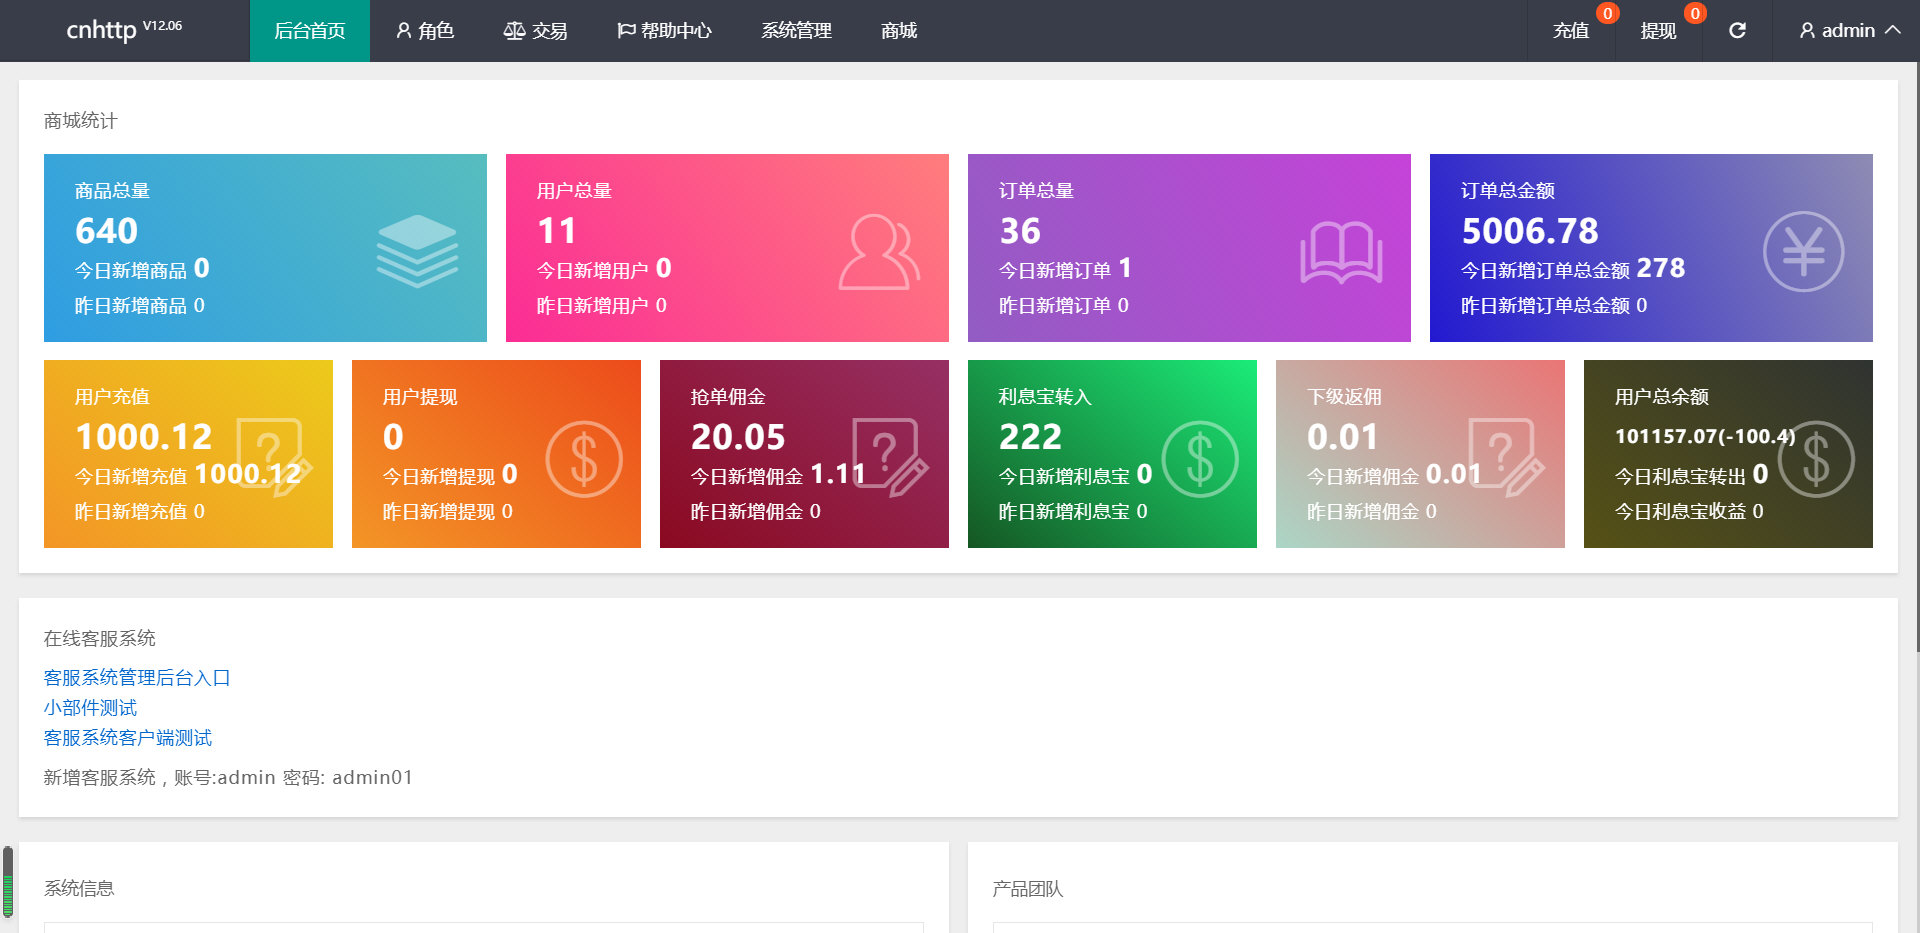 cnhttp V12.06
后台首页
角色
交易
帮助中心
系统管理
商城
充值 0
提现 0
admin
商城统计
商品总量
640
今日新增商品 0
昨日新增商品 0
用户总量
11
今日新增用户 0
昨日新增用户 0
订单总量
36
今日新增订单 1
昨日新增订单 0
订单总金额
5006.78
今日新增订单总金额 278
昨日新增订单总金额 0
用户充值
1000.12
今日新增充值 1000.12
昨日新增充值 0
用户提现
0
今日新增提现 0
昨日新增提现 0
抢单佣金
20.05
今日新增佣金 1.11
昨日新增佣金 0
利息宝转入
222
今日新增利息宝 0
昨日新增利息宝 0
下级返佣
0.01
今日新增佣金 0.01
昨日新增佣金 0
用户总余额
101157.07(-100.4)
今日利息宝转出 0
今日利息宝收益 0
在线客服系统
客服系统管理后台入口
小部件测试
客服系统客户端测试
新增客服系统，账号:admin 密码: admin01
系统信息
产品团队